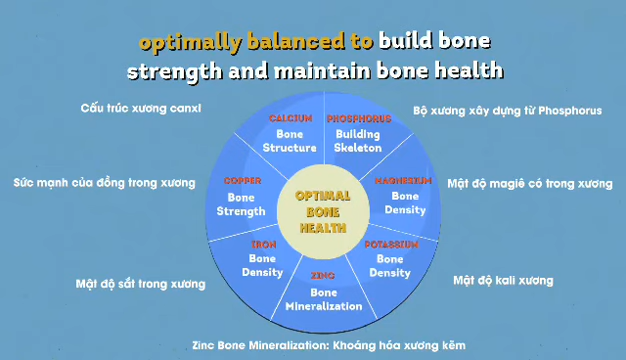 optimally balanced to build bone
strength and maintain bone health
Cấu trúc xương canxi
Bộ xương xây dựng từ Phosphorus
CALCIUM
Bone
Structure
PHOSPHORUS
Building
Skeleton
Sức mạnh của đồng trong xương
COPPER
Bone
Strength
MAGNESIUM
Bone
Density
Mật độ magiê có trong xương
OPTIMAL
BONE
HEALTH
IRON
Bone
Density
POTASSIUM
Bone
Density
Mật độ sắt trong xương
ZINC
Bone
Mineralization
Mật độ kali xương
Zinc Bone Mineralization: Khoáng hóa xương kẽm